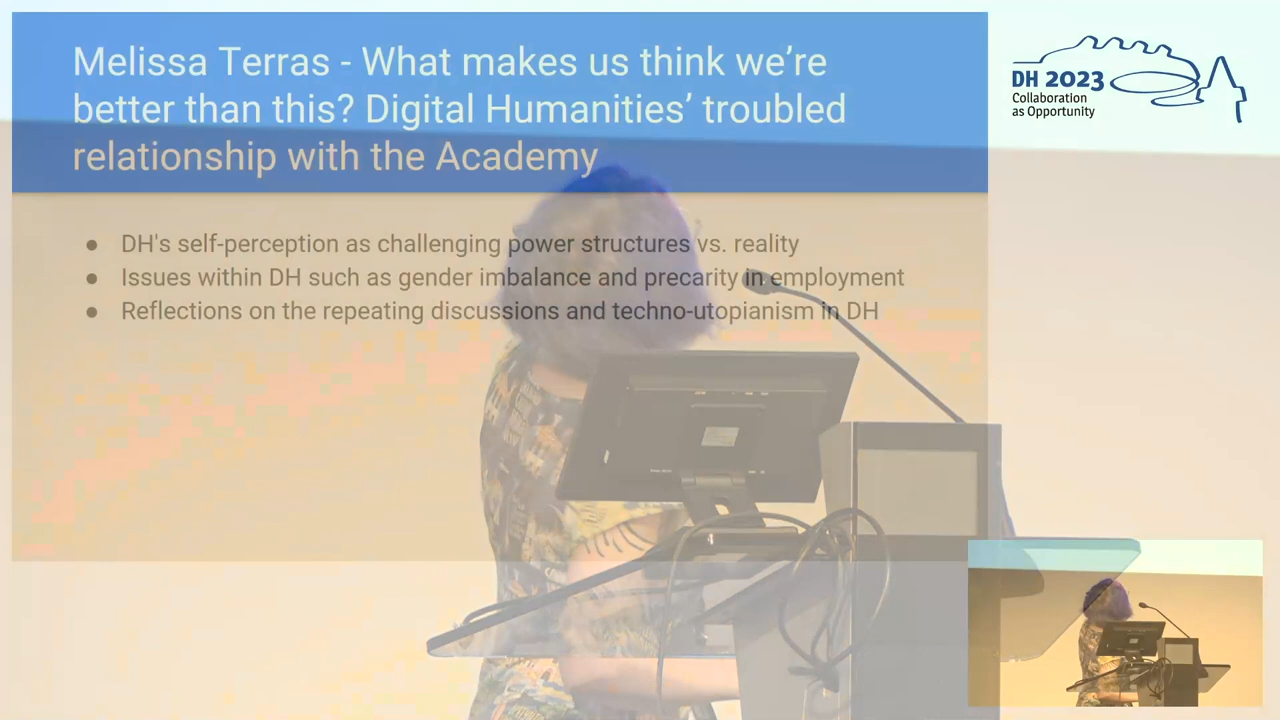 Melissa Terras - What makes us think we’re
better than this? Digital Humanities’ troubled
relationship with the Academy
DH 2023
Collaboration
as Opportunity
● DH's self-perception as challenging power structures vs. reality
● Issues within DH such as gender imbalance and precarity in employment
● Reflections on the repeating discussions and techno-utopianism in DH